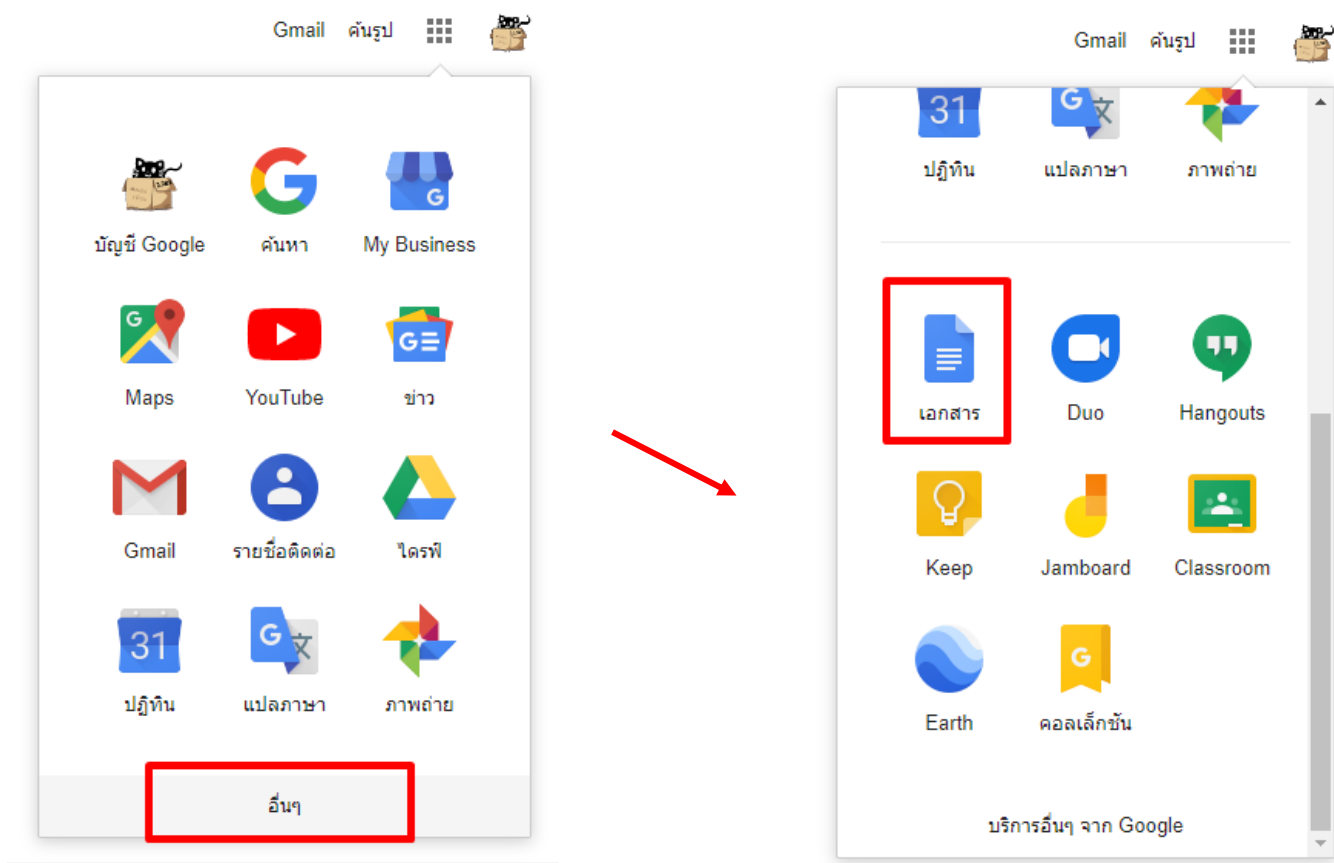 Gmail ค้นรูป
บัญชี Google ค้นหา My Business
G
G
G
Maps YouTube ข่าว
Gmail รายชื่อติดต่อ ไดรฟ์
31 G 文
ปฏิทิน แปลภาษา ภาพถ่าย
อื่นๆ
Gmail ค้นรูป
31 G 文
ปฏิทิน แปลภาษา ภาพถ่าย
เอกสาร Duo Hangouts
Keep Jamboard Classroom
G
Earth คอลเล็กชัน
บริการอื่นๆ จาก Google